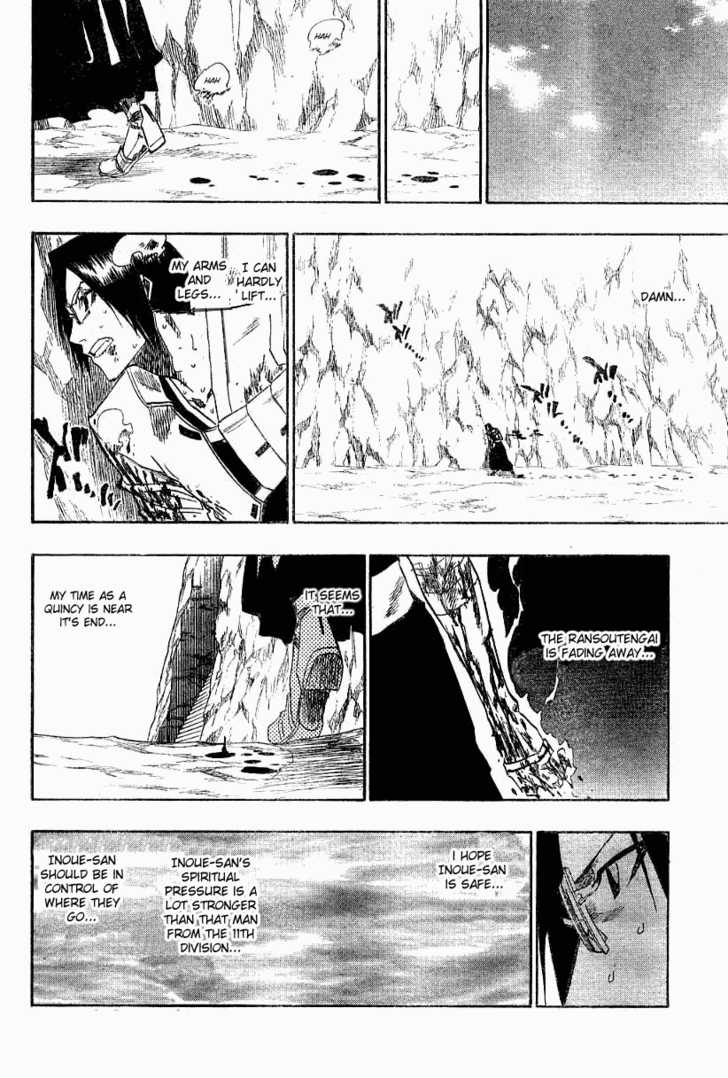 HAH
HAH
DAMN...
I CAN
HARDLY
LIFT...
MY ARMS
AND
LEGS...
THE RANSOUTENGAI
IS FADING AWAY...
IT SEEMS
THAT...
MY TIME AS A
QUINCY IS NEAR
IT'S END...
I HOPE
INOUE-SAN
IS SAFE...
INOUE-SAN'S
SPIRITUAL
PRESSURE IS A
LOT STRONGER
THAN THAT MAN
FROM THE 11TH
DIVISION...
INOUE-SAN
SHOULD BE
IN CONTROL
OF WHERE THEY
GO...